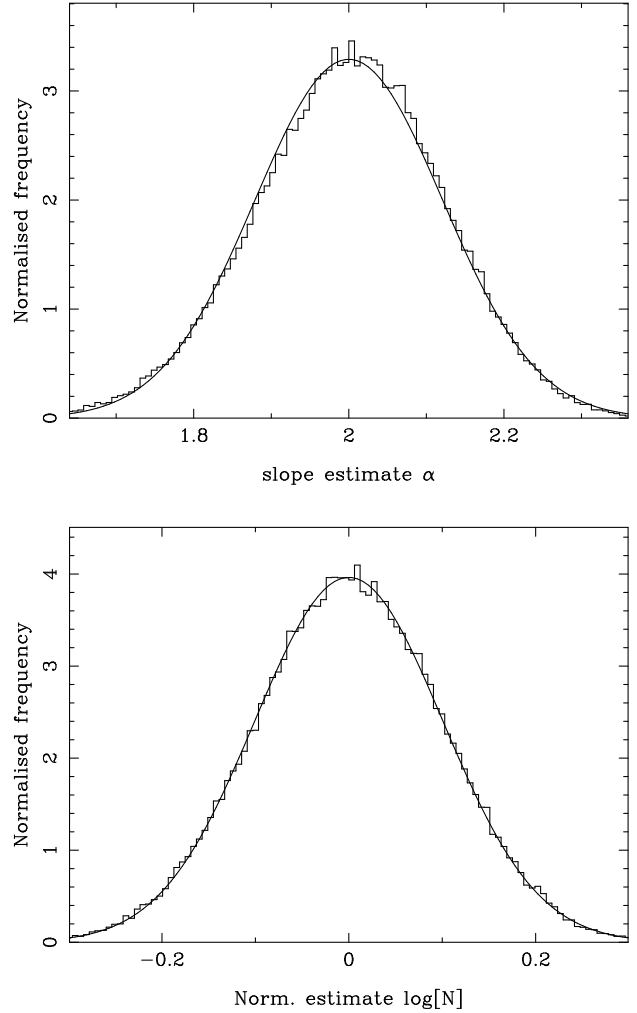 Normalised frequency
3
2
1
0
1.8 2 2.2
slope estimate α
Normalised frequency
4
3
2
1
0
−0.2 0 0.2
Norm. estimate log[N]